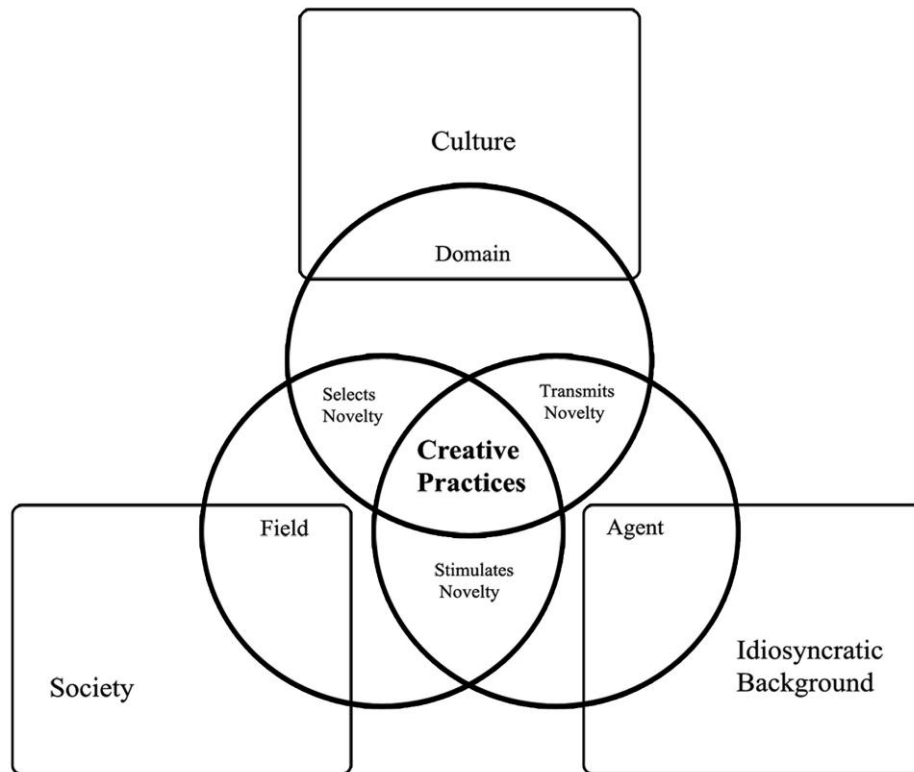 Culture
Domain
Selects
Novelty
Transmits
Novelty
Creative
Practices
Field
Agent
Stimulates
Novelty
Society
Idiosyncratic
Background